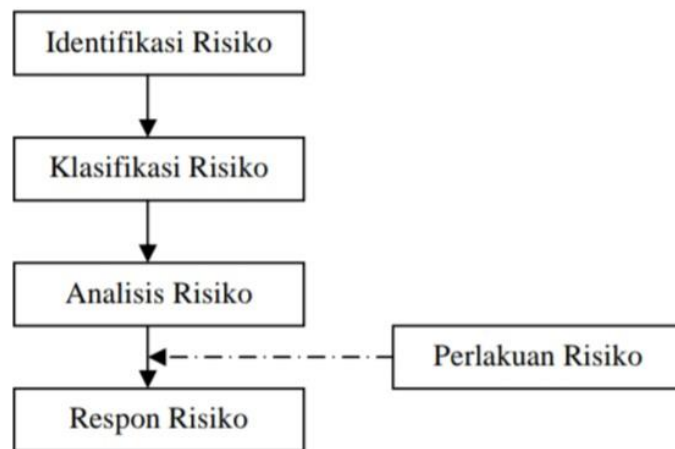 Identifikasi Risiko
Klasifikasi Risiko
Analisis Risiko
Perlakuan Risiko
Respon Risiko